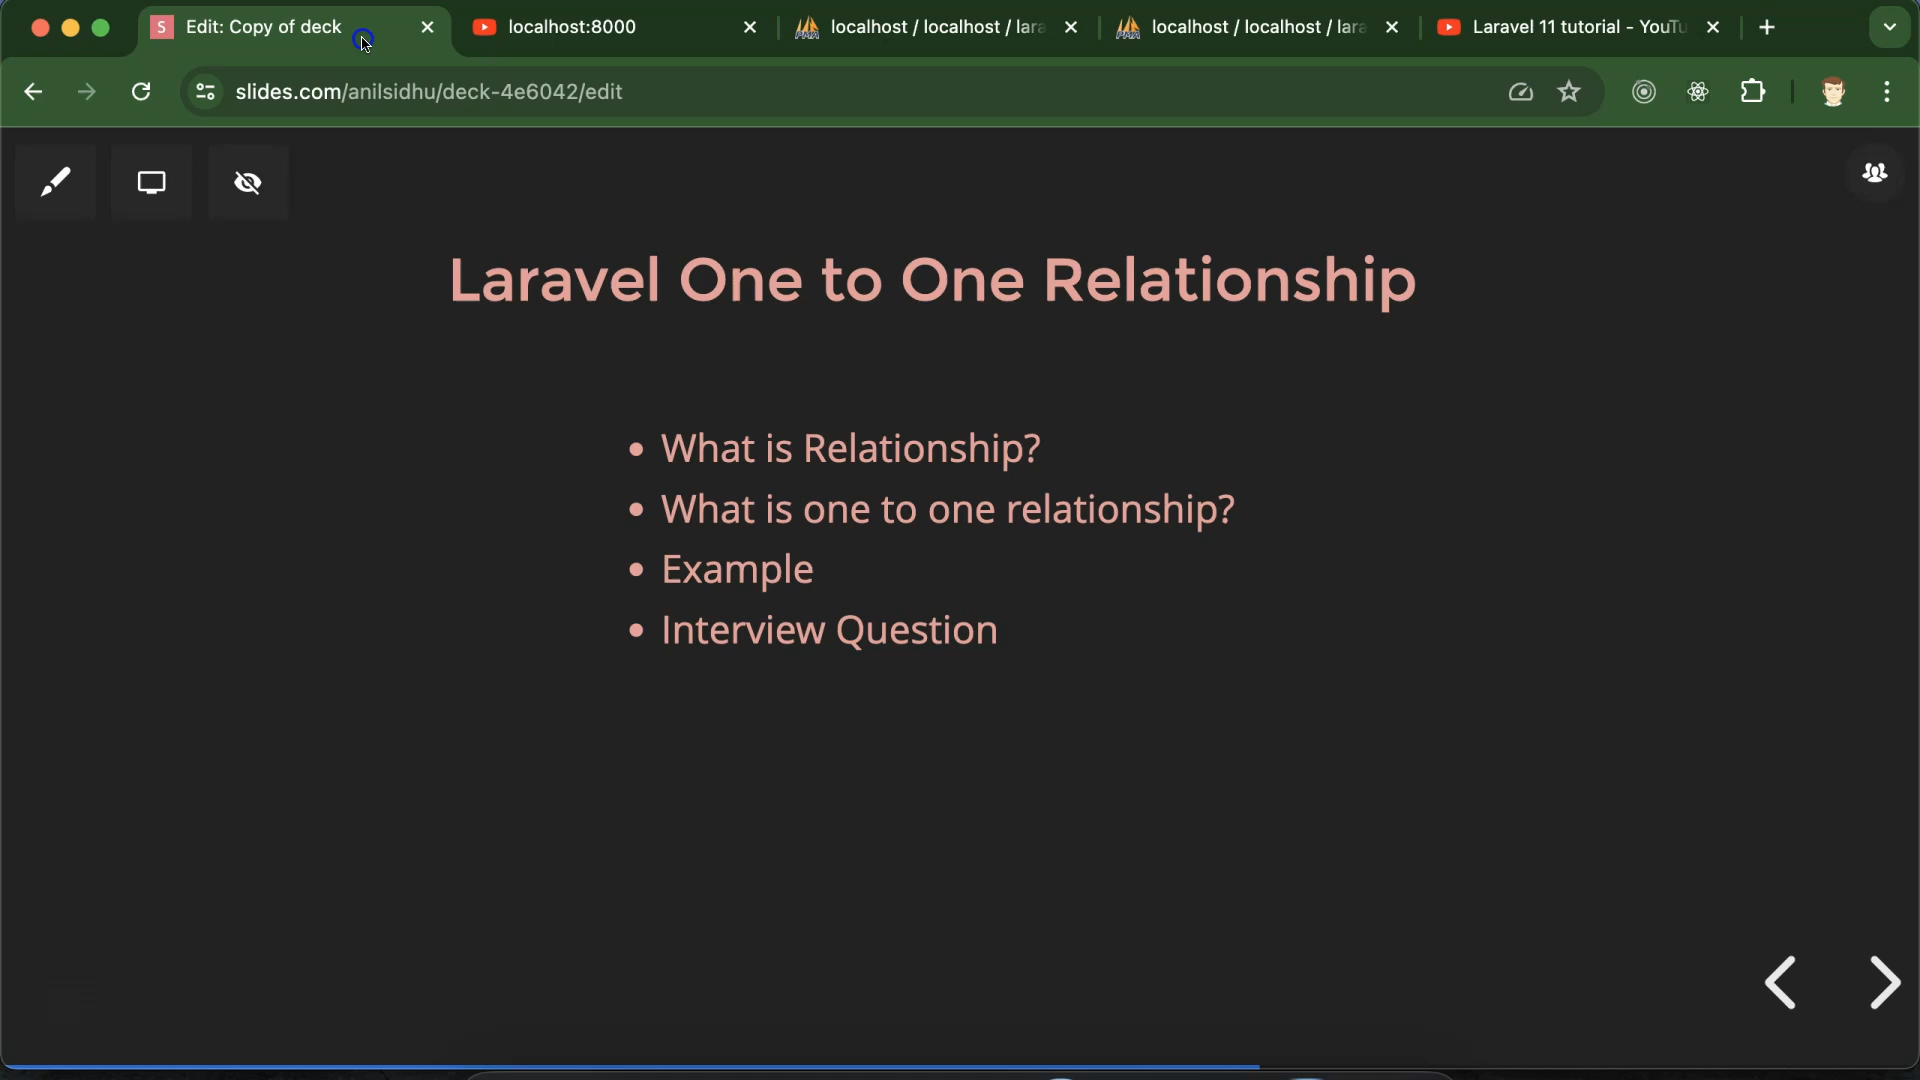 S Edit: Copy of deck
localhost:8000
localhost / localhost / lara
localhost / localhost / lara
Laravel 11 tutorial - YouTu
slides.com/anilsidhu/deck-4e6042/edit
Laravel One to One Relationship
• What is Relationship?
• What is one to one relationship?
• Example
• Interview Question